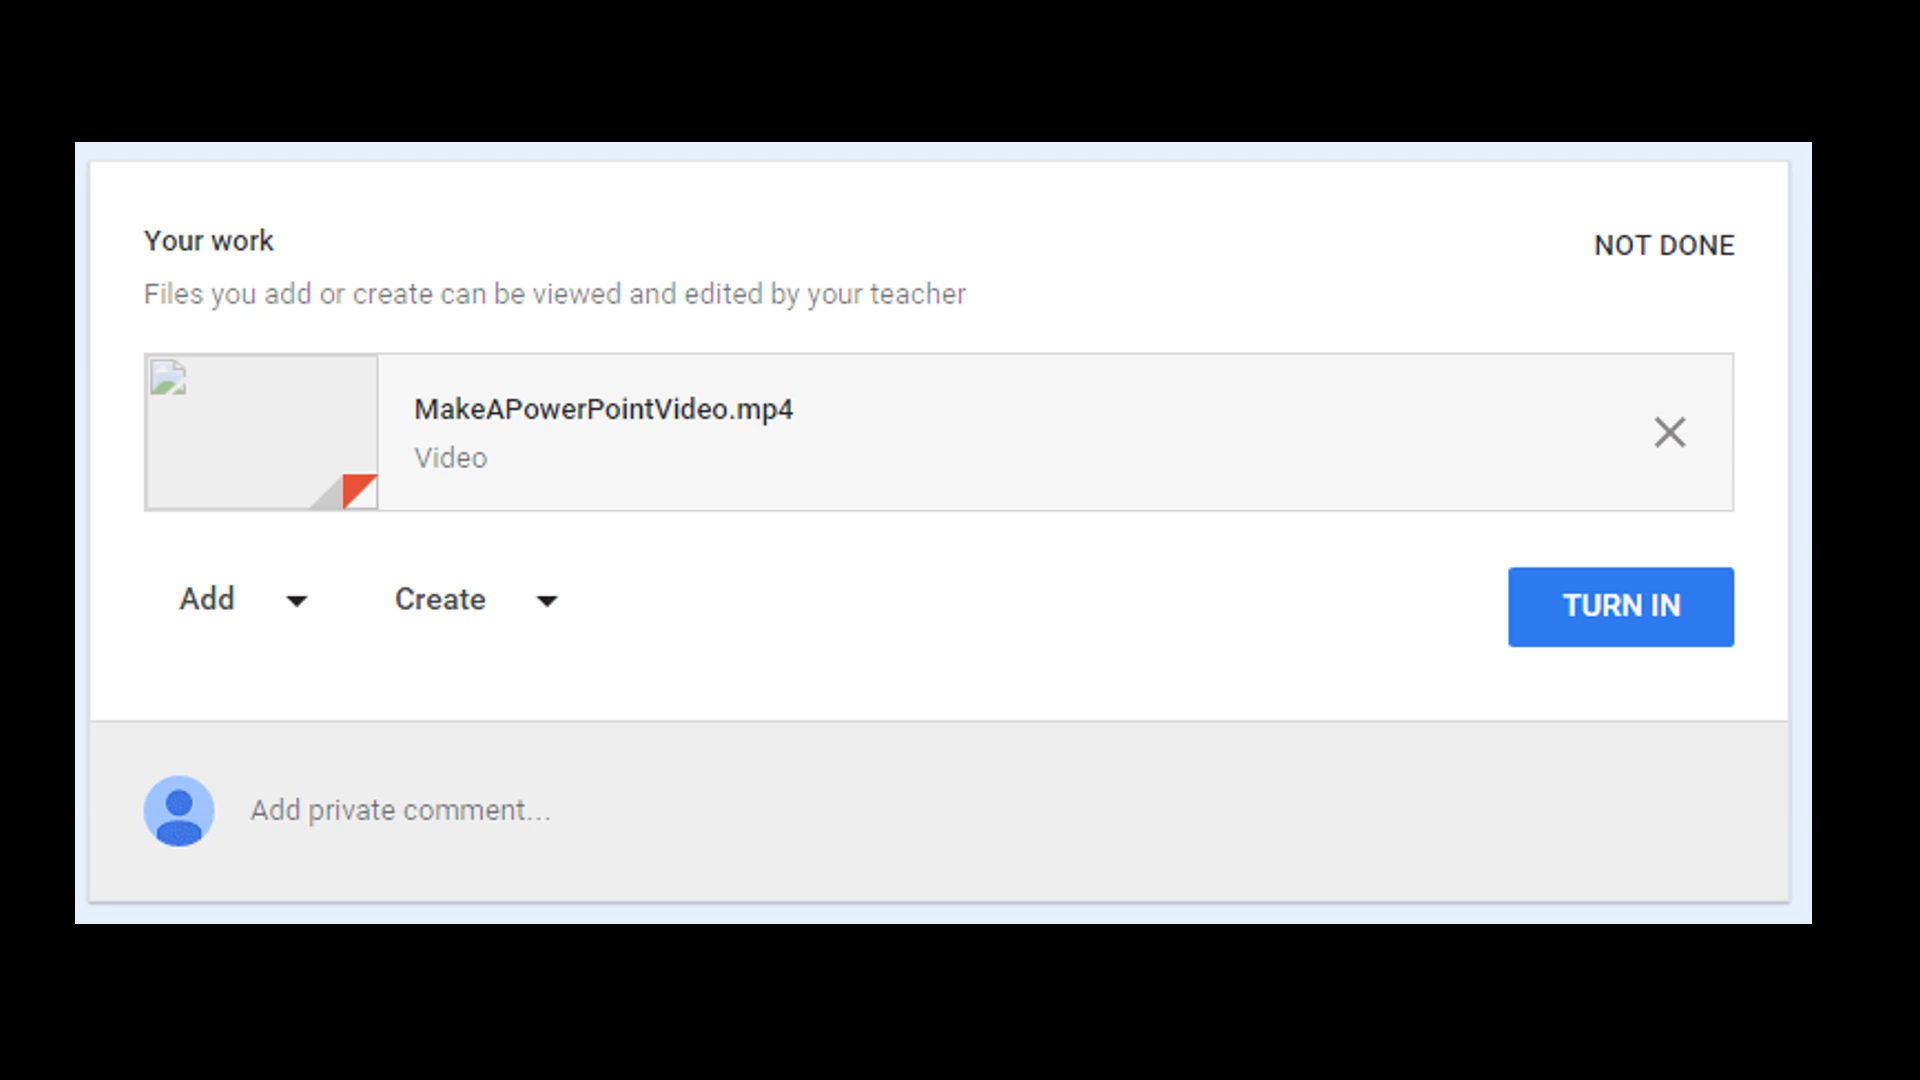 Your work
NOT DONE
Files you add or create can be viewed and edited by your teacher
MakeAPowerPointVideo.mp4
Video
Add
Create
TURN IN
Add private comment...